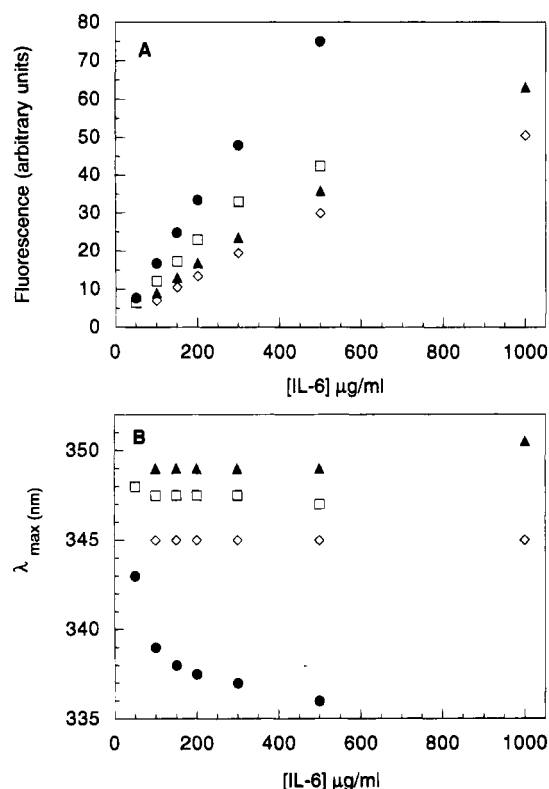 A
Fluorescence (arbitrary units)
80
70
60
50
40
30
20
10
0
0 200 400 600 800 1000
[IL-6] µg/ml
B
λ max (nm)
350
345
340
335
0 200 400 600 800 1000
[IL-6] µg/ml